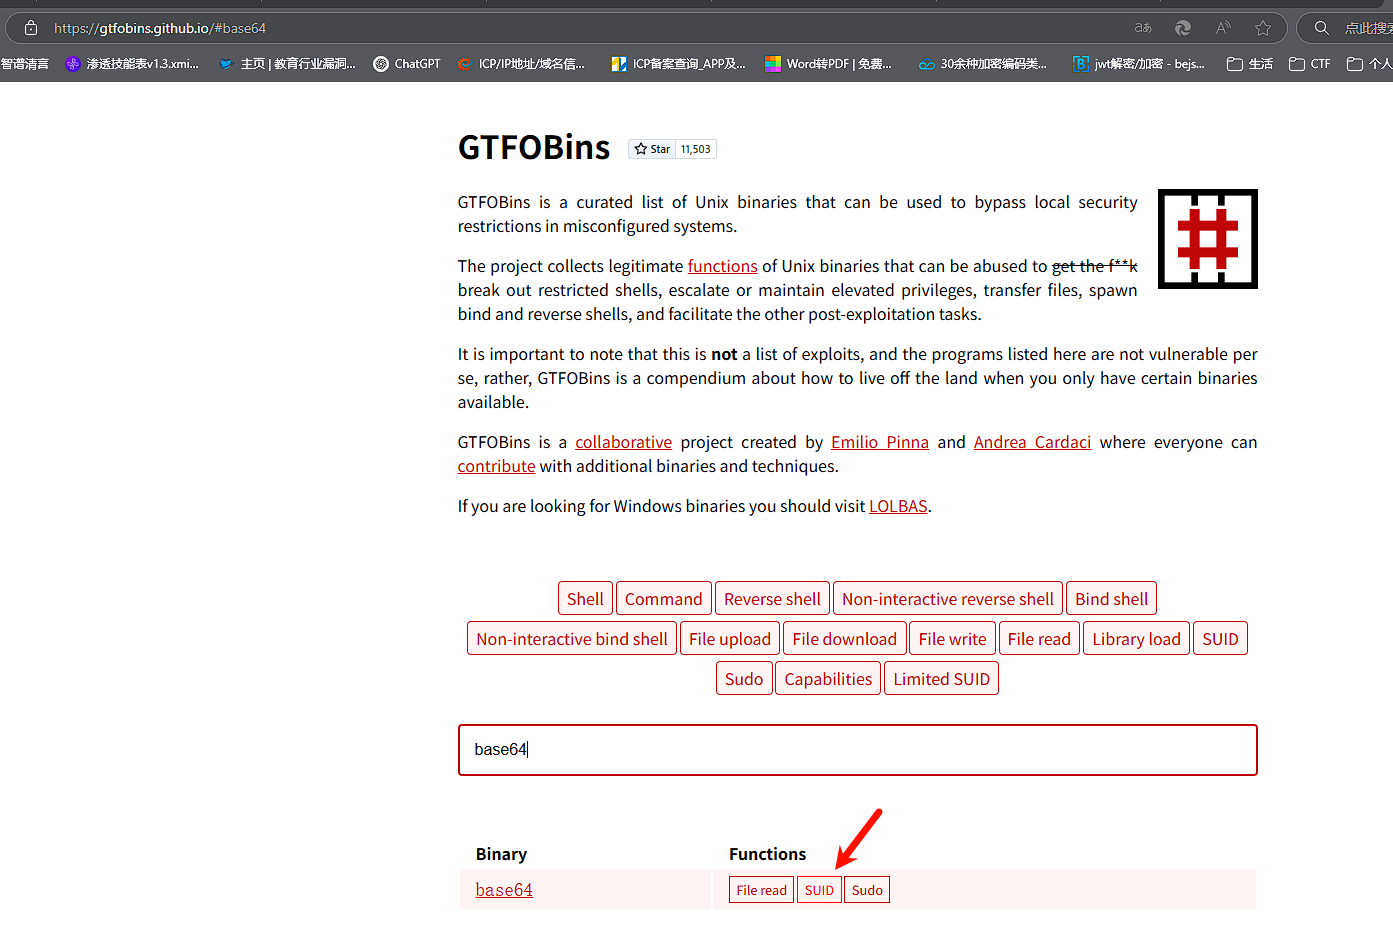 https://gtfobins.github.io/#base64 点此搜索
智谱清言 渗透技能表v1.3.xmi... 主页 | 教育行业漏洞... ChatGPT ICP/IP地址/域名信... ICP备案查询_APP及... Word转PDF | 免费... 30余种加密编码类... jwt解密/加密 - bejs... 生活 CTF 个人
GTFOBins Star 11,503
GTFOBins is a curated list of Unix binaries that can be used to bypass local security
restrictions in misconfigured systems.
The project collects legitimate functions of Unix binaries that can be abused to get the f**k
break out restricted shells, escalate or maintain elevated privileges, transfer files, spawn
bind and reverse shells, and facilitate the other post-exploitation tasks.
It is important to note that this is not a list of exploits, and the programs listed here are not vulnerable per
se, rather, GTFOBins is a compendium about how to live off the land when you only have certain binaries
available.
GTFOBins is a collaborative project created by Emilio Pinna and Andrea Cardaci where everyone can
contribute with additional binaries and techniques.
If you are looking for Windows binaries you should visit LOLBAS.
Shell Command Reverse shell Non-interactive reverse shell Bind shell
Non-interactive bind shell File upload File download File write File read Library load SUID
Sudo Capabilities Limited SUID
base64
Binary Functions
base64 File read SUID Sudo